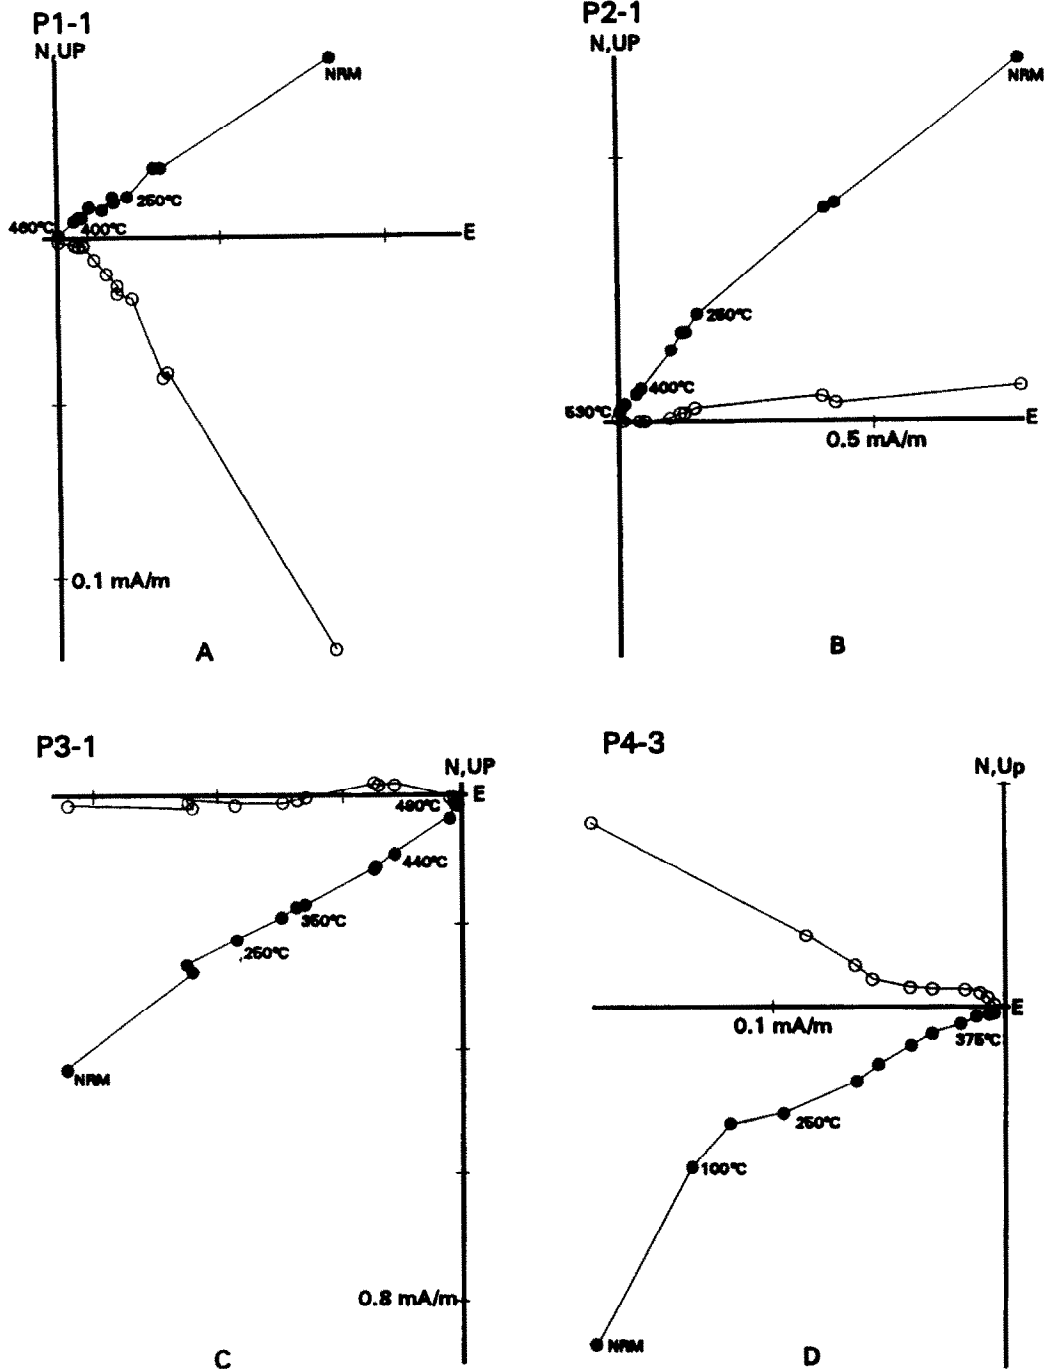 P1-1
N,UP
NRM
250°C
460°C
400°C
E
0.1 mA/m
A
P2-1
N,UP
NRM
250°C
400°C
530°C
E
0.5 mA/m
B
P3-1
N,UP
E
480°C
440°C
350°C
,250°C
NRM
0.8 mA/m
C
P4-3
N,Up
E
0.1 mA/m
375°C
250°C
100°C
NRM
D